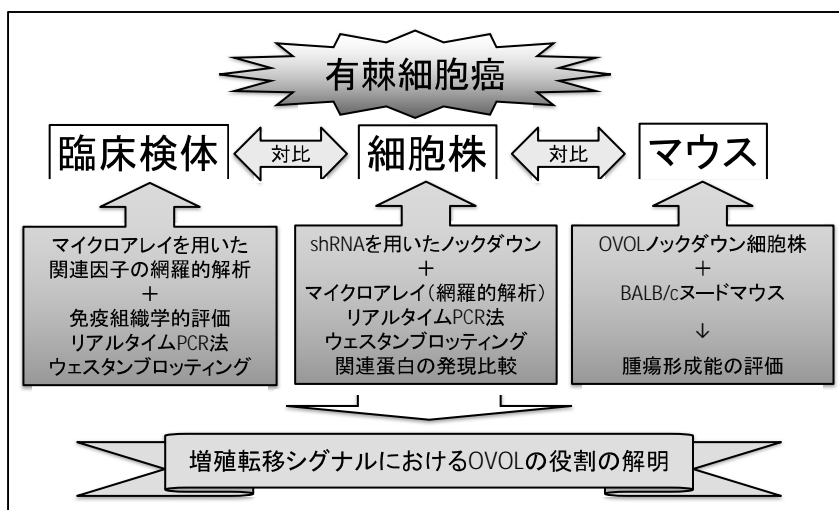 有棘細胞癌
臨床検体
対比
細胞株
対比
マウス
マイクロアレイを用いた
関連因子の網羅的解析
+
免疫組織学的評価
リアルタイムPCR法
ウェスタンブロッティング
shRNAを用いたノックダウン
+
マイクロアレイ(網羅的解析)
リアルタイムPCR法
ウェスタンブロッティング
関連蛋白の発現比較
OVOLノックダウン細胞株
+
BALB/cヌードマウス
↓
腫瘍形成能の評価
増殖転移シグナルにおけるOVOLの役割の解明